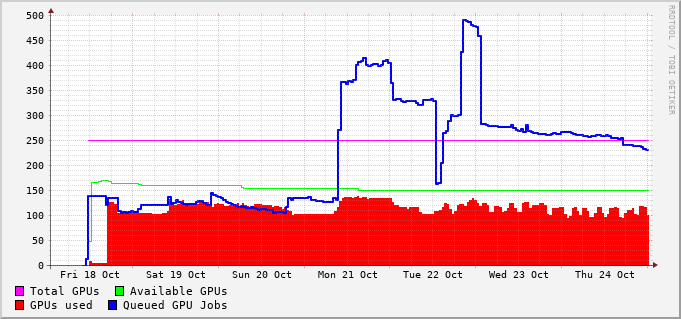 500
450
400
350
300
250
200
150
100
50
0
Fri 18 Oct Sat 19 Oct Sun 20 Oct Mon 21 Oct Tue 22 Oct Wed 23 Oct Thu 24 Oct
Total GPUs Available GPUs
GPUs used Queued GPU Jobs
RRDTOOL / TOBI OETIKER